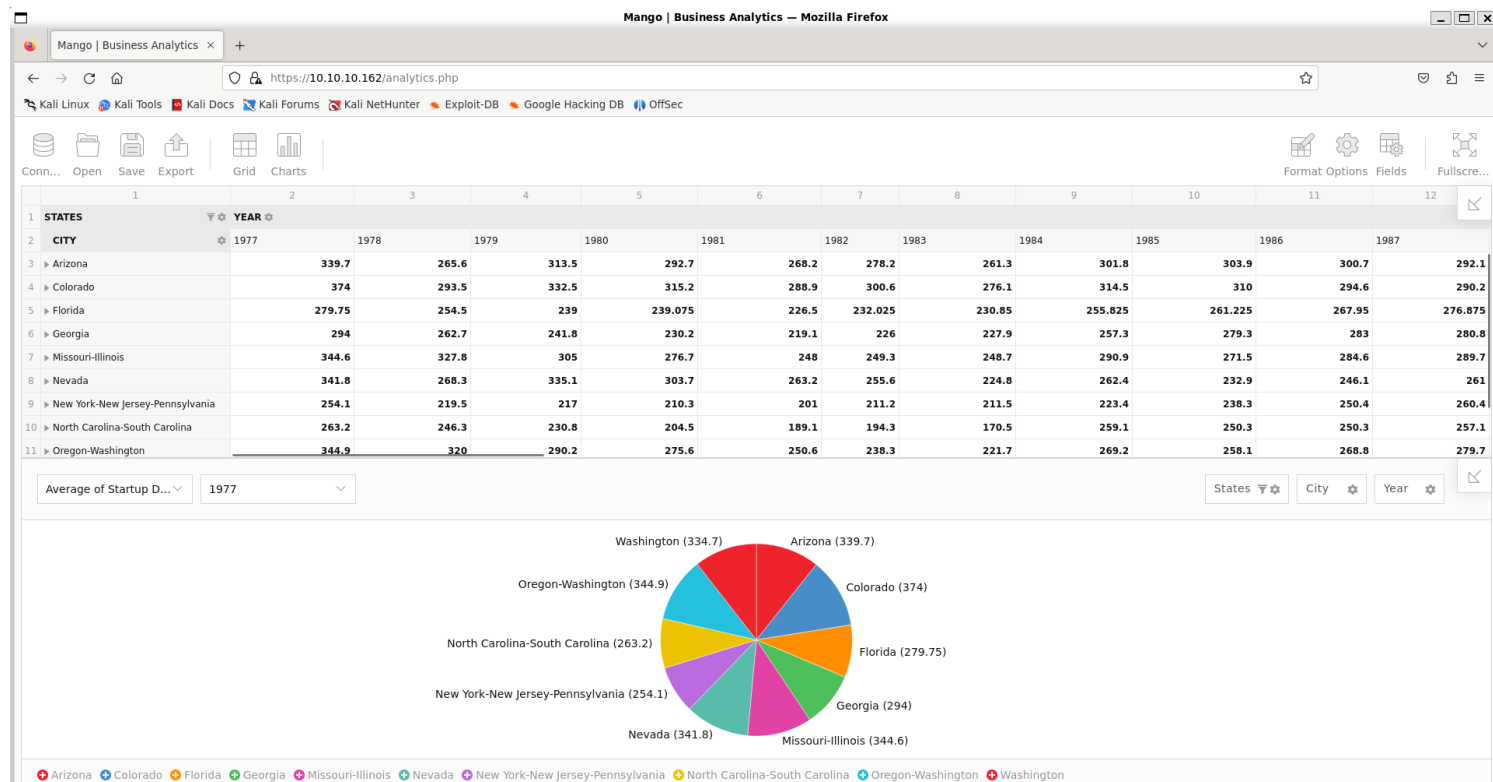 Mango | Business Analytics — Mozilla Firefox
Mango | Business Analytics × +
https://10.10.10.162/analytics.php
Kali Linux Kali Tools Kali Docs Kali Forums Kali NetHunter Exploit-DB Google Hacking DB OffSec
Conn... Open Save Export Grid Charts Format Options Fields Fullscre...
1 2 3 4 5 6 7 8 9 10 11 12
1 STATES YEAR
2 CITY 1977 1978 1979 1980 1981 1982 1983 1984 1985 1986 1987
3 Arizona 339.7 265.6 313.5 292.7 268.2 278.2 261.3 301.8 303.9 300.7 292.1
4 Colorado 374 293.5 332.5 315.2 288.9 300.6 276.1 314.5 310 294.6 290.2
5 Florida 279.75 254.5 239 239.075 226.5 232.025 230.85 255.825 261.225 267.95 276.875
6 Georgia 294 262.7 241.8 230.2 219.1 226 227.9 257.3 279.3 283 280.8
7 Missouri-Illinois 344.6 327.8 305 276.7 248 249.3 248.7 290.9 271.5 284.6 289.7
8 Nevada 341.8 268.3 335.1 303.7 263.2 255.6 224.8 262.4 232.9 246.1 261
9 New York-New Jersey-Pennsylvania 254.1 219.5 217 210.3 201 211.2 211.5 223.4 238.3 250.4 260.4
10 North Carolina-South Carolina 263.2 246.3 230.8 204.5 189.1 194.3 170.5 259.1 250.3 250.3 257.1
11 Oregon-Washington 344.9 320 290.2 275.6 250.6 238.3 221.7 269.2 258.1 268.8 279.7
Average of Startup D... 1977 States City Year
Washington (334.7) Arizona (339.7)
Oregon-Washington (344.9) Colorado (374)
North Carolina-South Carolina (263.2) Florida (279.75)
New York-New Jersey-Pennsylvania (254.1) Georgia (294)
Nevada (341.8) Missouri-Illinois (344.6)
Arizona Colorado Florida Georgia Missouri-Illinois Nevada New York-New Jersey-Pennsylvania North Carolina-South Carolina Oregon-Washington Washington